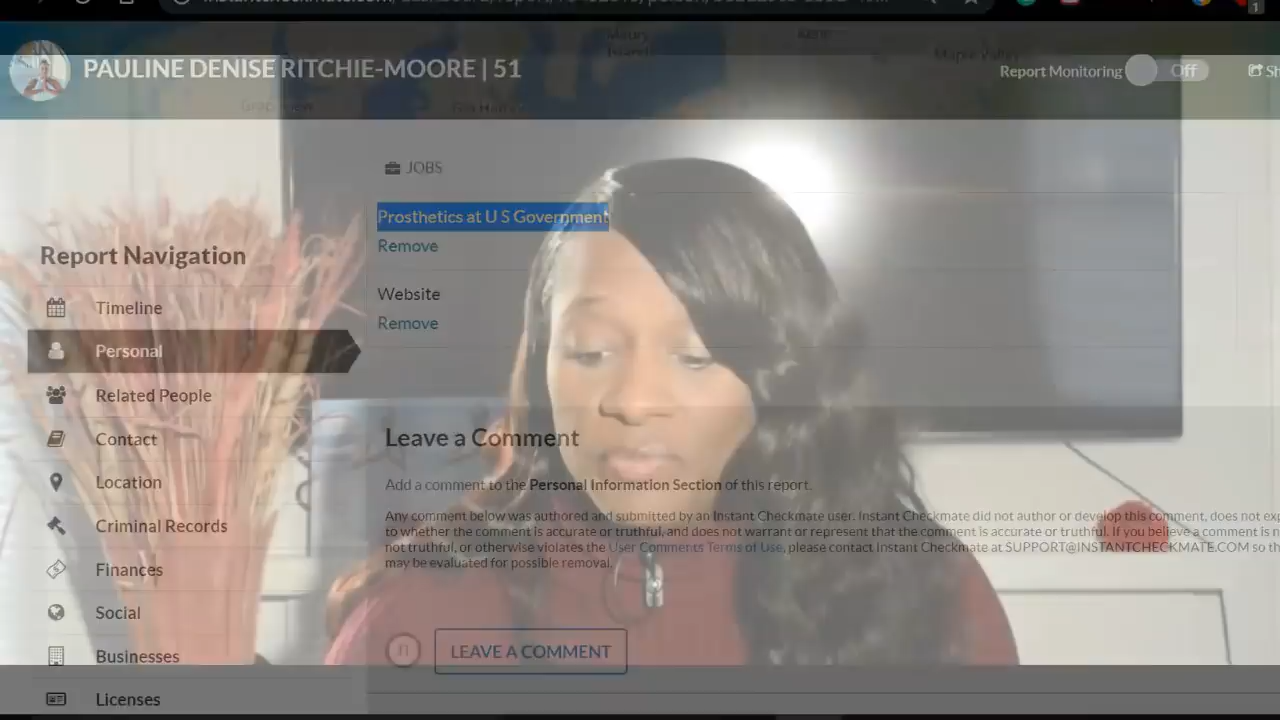 PAULINE DENISE RITCHIE-MOORE | 51
Report Monitoring
Off
JOBS
Prosthetics at U S Government
Remove
Website
Remove
Report Navigation
Timeline
Personal
Related People
Contact
Location
Criminal Records
Finances
Social
Businesses
Licenses
Leave a Comment
Add a comment to the Personal Information Section of this report.
Any comment below was authored and submitted by an Instant Checkmate user. Instant Checkmate did not author or develop this comment, does not
to whether the comment is accurate or truthful, and does not warrant or represent that the comment is accurate or truthful. If you believe a comment is
not truthful, or otherwise violates the User Comments Terms of Use, please contact Instant Checkmate at SUPPORT@INSTANTCHECKMATE.COM so
may be evaluated for possible removal.
LEAVE A COMMENT